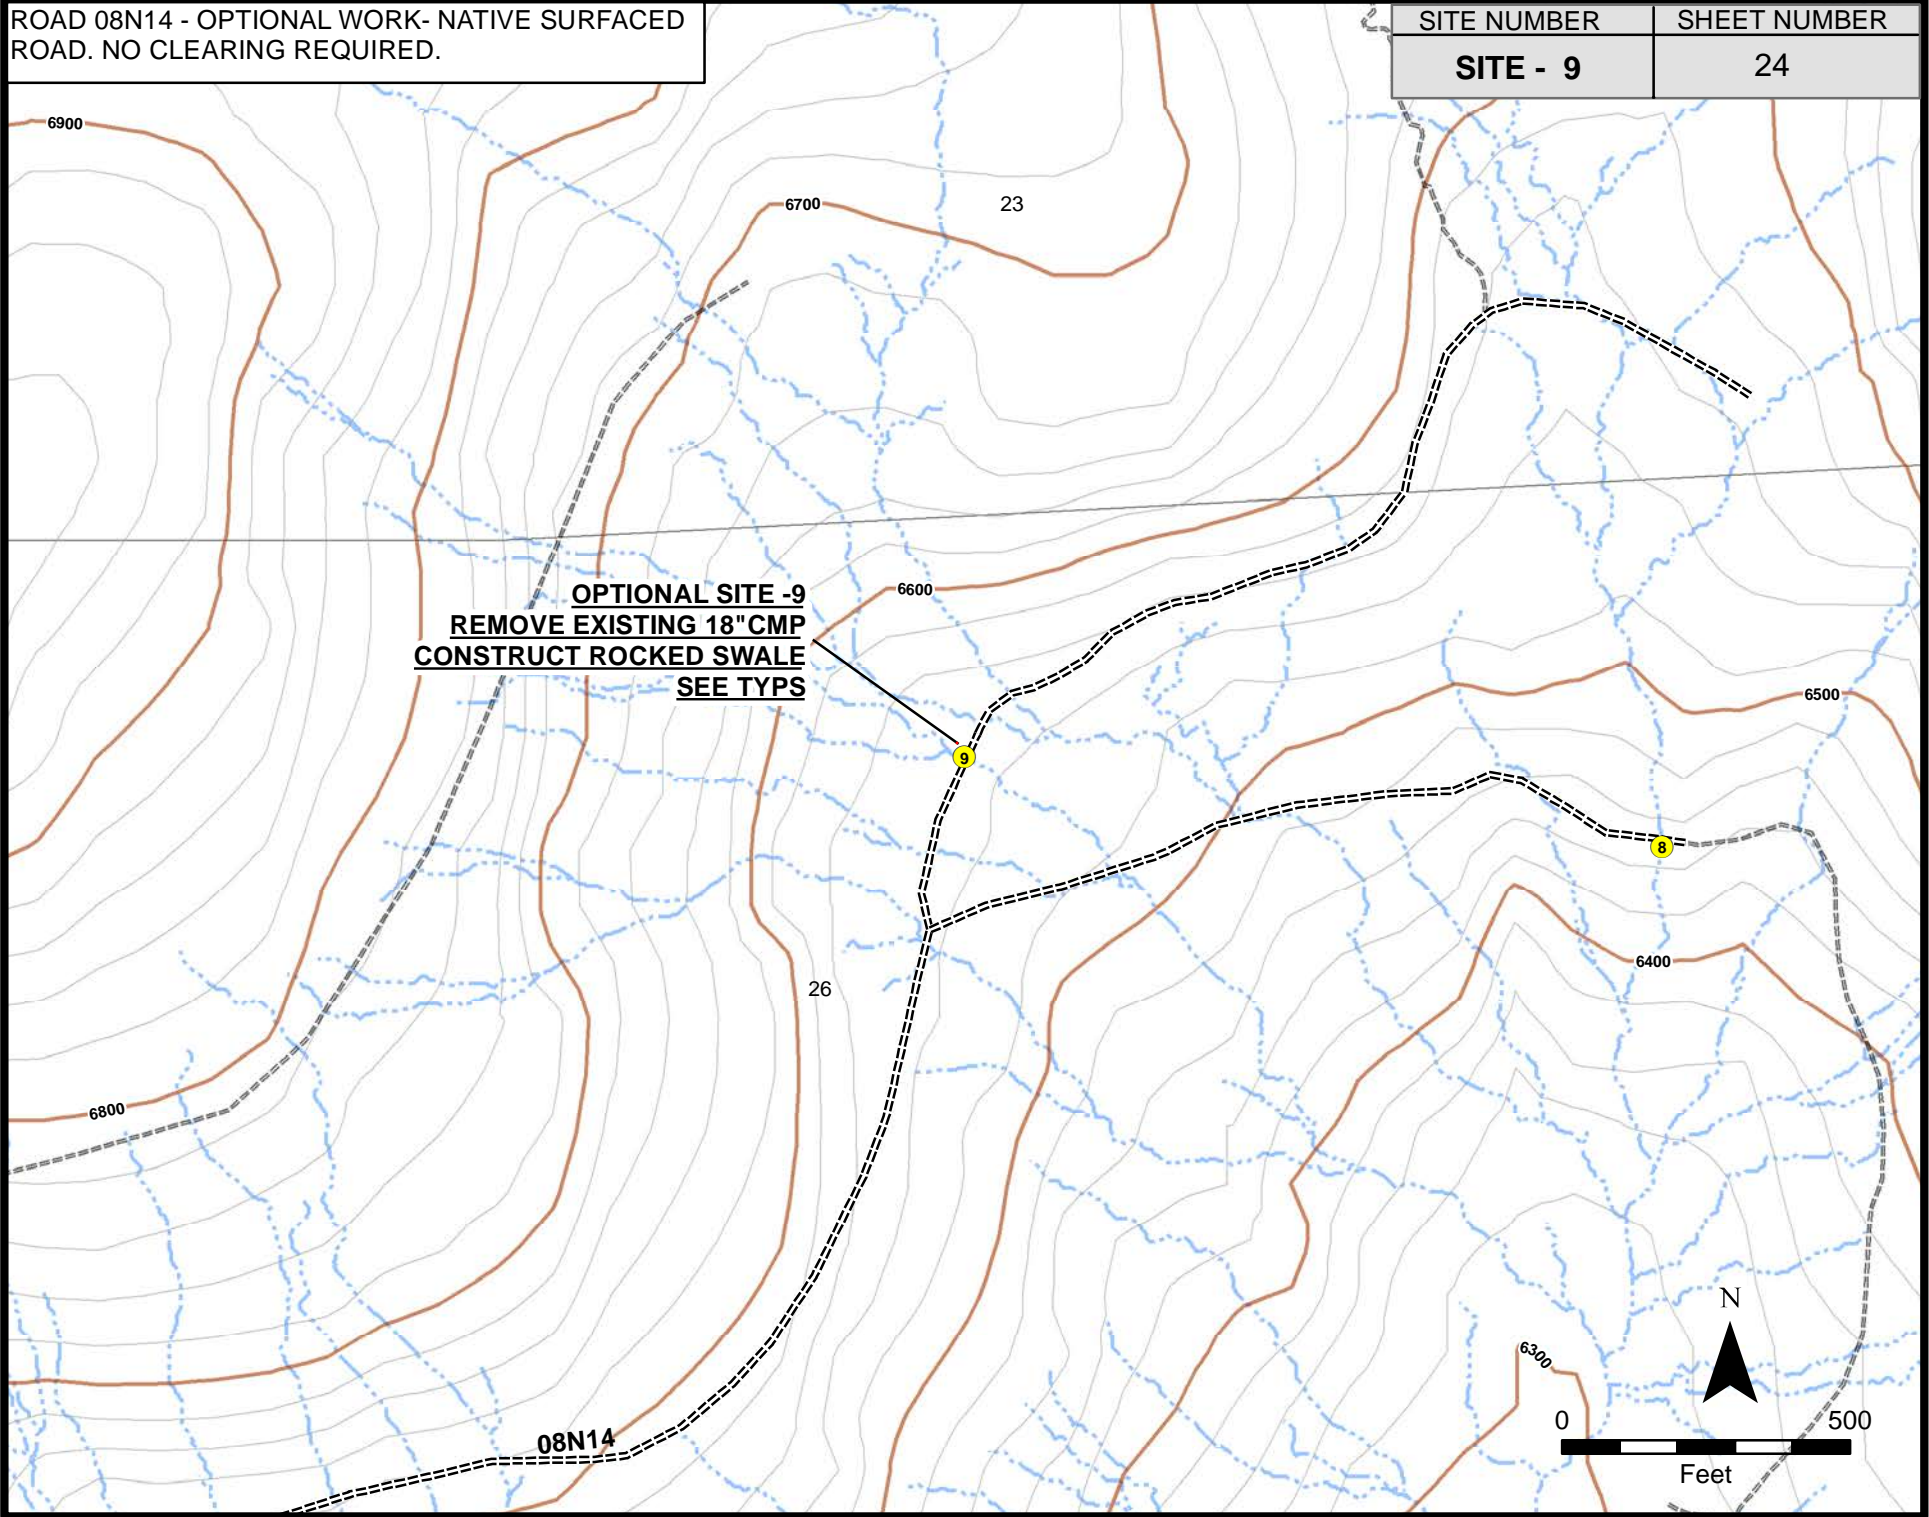 ROAD 08N14 - OPTIONAL WORK- NATIVE SURFACED
ROAD. NO CLEARING REQUIRED.
SITE NUMBER
SHEET NUMBER
SITE - 9
24
6900
6700
23
OPTIONAL SITE -9
REMOVE EXISTING 18"CMP
CONSTRUCT ROCKED SWALE
SEE TYPS
6600
6500
9
8
6400
26
6800
N
6300
08N14
0
500
Feet